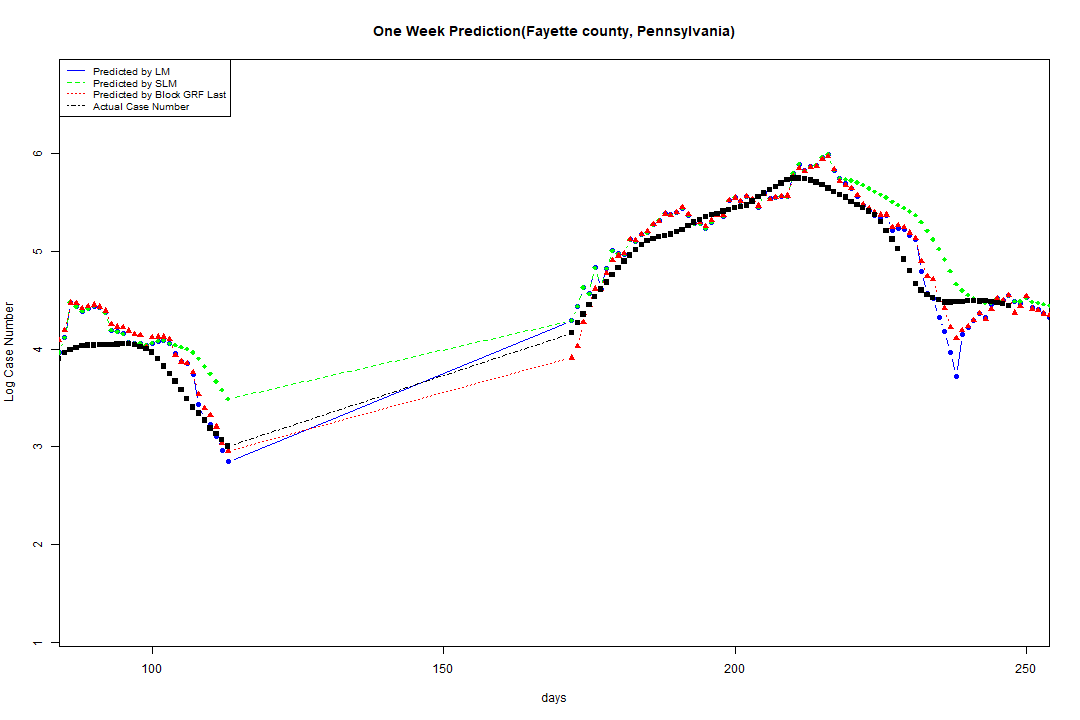 One Week Prediction(Fayette county, Pennsylvania)
Predicted by LM
Predicted by SLM
Predicted by Block GRF Last
Actual Case Number
6
5
4
3
2
1
Log Case Number
100 150 200 250
days